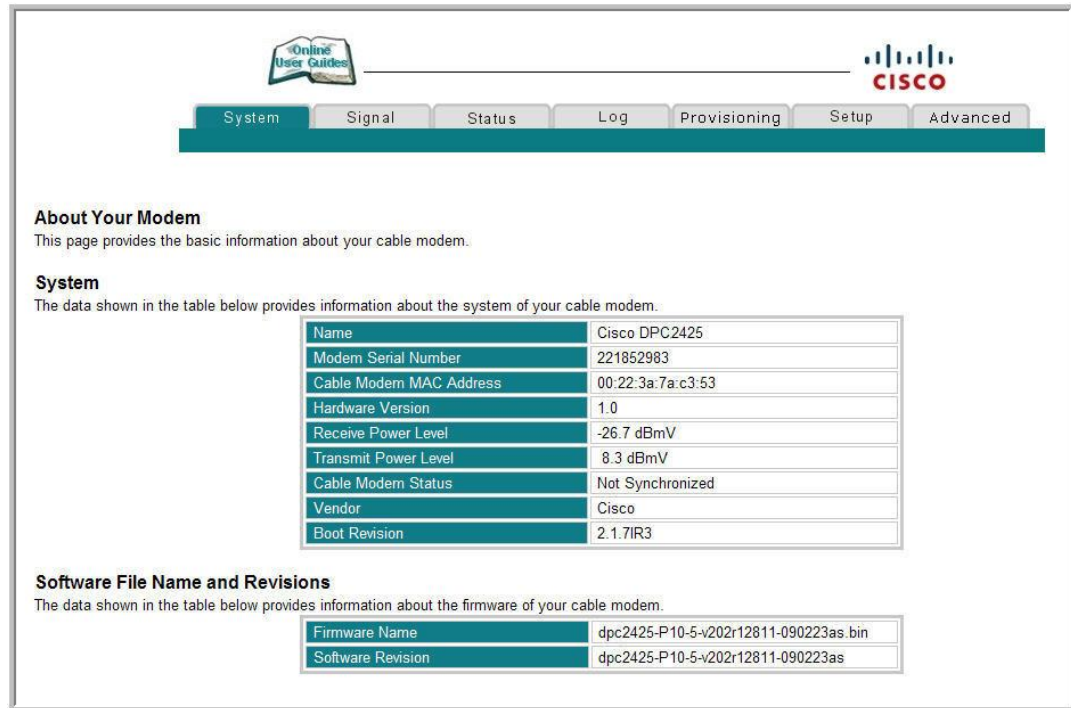 Online
User Guides
CISCO
System Signal Status Log Provisioning Setup Advanced
About Your Modem
This page provides the basic information about your cable modem.
System
The data shown in the table below provides information about the system of your cable modem.
Name Cisco DPC2425
Modem Serial Number 221852983
Cable Modem MAC Address 00:22:3a:7a:c3:53
Hardware Version 1.0
Receive Power Level -26.7 dBmV
Transmit Power Level 8.3 dBmV
Cable Modem Status Not Synchronized
Vendor Cisco
Boot Revision 2.1.7IR3
Software File Name and Revisions
The data shown in the table below provides information about the firmware of your cable modem.
Firmware Name dpc2425-P10-5-v202r12811-090223as.bin
Software Revision dpc2425-P10-5-v202r12811-090223as